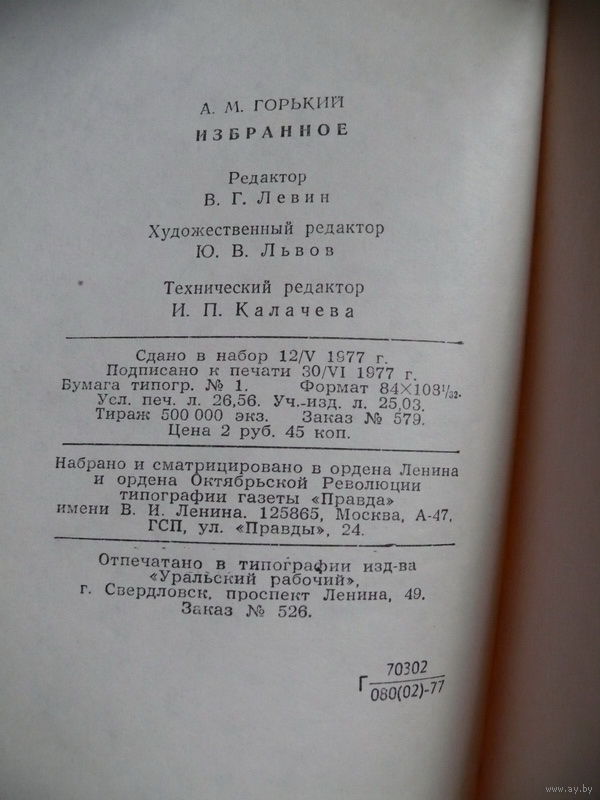 А. М. ГОРЬКИЙ
ИЗБРАННОЕ
Редактор
В. Г. Левин
Художественный редактор
Ю. В. Львов
Технический редактор
И. П. Калачева
Сдано в набор 12/V 1977 г.
Подписано к печати 30/VI 1977 г.
Бумага типогр. № 1. Формат 84×108¹/₃₂.
Усл. печ. л. 26,56. Уч.-изд. л. 25,03.
Тираж 500 000 экз. Заказ № 579.
Цена 2 руб. 45 коп.
Набрано и сматрицировано в ордена Ленина
и ордена Октябрьской Революции
типографии газеты «Правда»
имени В. И. Ленина. 125865, Москва, А-47,
ГСП, ул. «Правды», 24.
Отпечатано в типографии изд-ва
«Уральский рабочий»,
г. Свердловск, проспект Ленина, 49.
Заказ № 526.
70302
Г
080(02)-77
www.ay.by